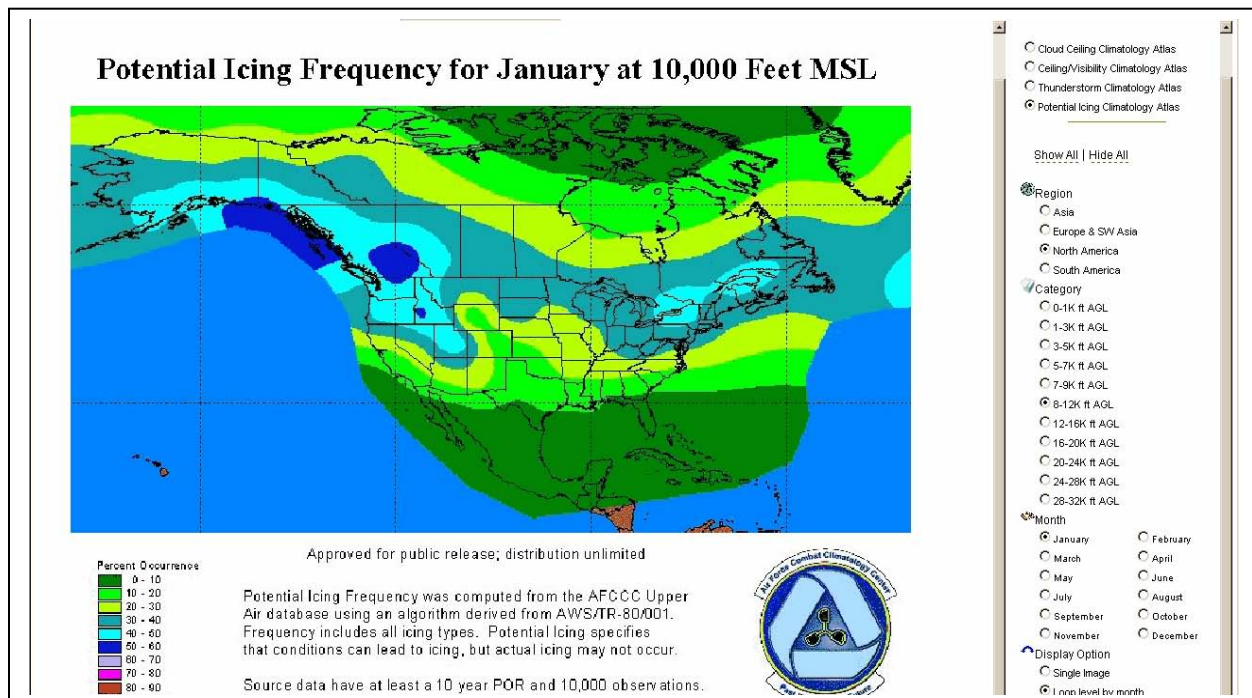 Potential Icing Frequency for January at 10,000 Feet MSL
Approved for public release; distribution unlimited
Percent Occurrence
0 - 10
10 - 20
20 - 30
30 - 40
40 - 50
50 - 60
60 - 70
70 - 80
80 - 90
Potential Icing Frequency was computed from the AFCCC Upper
Air database using an algorithm derived from AWS/TR-80/001.
Frequency includes all icing types. Potential Icing specifies
that conditions can lead to icing, but actual icing may not occur.
Source data have at least a 10 year POR and 10,000 observations.
Air Force Combat Climatology Center
Cloud Ceiling Climatology Atlas
Ceiling/Visibility Climatology Atlas
Thunderstorm Climatology Atlas
Potential Icing Climatology Atlas
Show All | Hide All
Region
Asia
Europe & SW Asia
North America
South America
Category
0-1K ft AGL
1-3K ft AGL
3-5K ft AGL
5-7K ft AGL
7-9K ft AGL
8-12K ft AGL
12-16K ft AGL
16-20K ft AGL
20-24K ft AGL
24-28K ft AGL
28-32K ft AGL
Month
January February
March April
May June
July August
September October
November December
Display Option
Single Image
Loop level by month